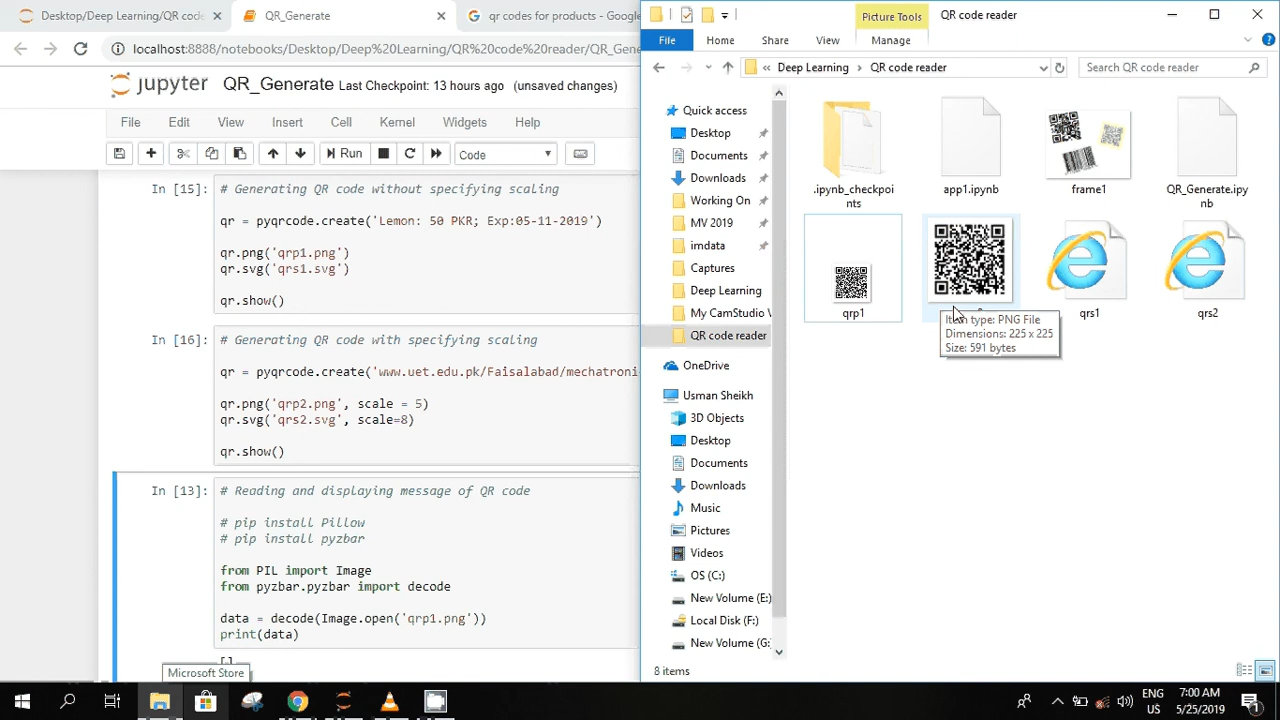 Desktop/Deep Learning/QR code re
QR_Generate
qr codes for products - Google
localhost:8888/notebooks/Desktop/Deep%20Learning/QR%20code%20reader/QR_Gene
jupyter QR_Generate Last Checkpoint: 13 hours ago (unsaved changes)
File Edit View Insert Cell Kernel Widgets Help
Run Code
In [15]: # Generating QR code without specifying scaling
qr = pyqrcode.create('Lemon: 50 PKR; Exp:05-11-2019')
qr.png('qrp1.png')
qr.svg('qrs1.svg')
qr.show()
In [16]: # Generating QR code with specifying scaling
qr = pyqrcode.create('www.uet.edu.pk/Faisalabad/mechatroni
qr.png('qrp2.png', scale = 5)
qr.svg('qrs2.svg', scale=8)
qr.show()
In [13]: # Reading and displaying message of QR code
# pip install Pillow
# pip install pyzbar
from PIL import Image
from pyzbar.pyzbar import decode
data = decode(Image.open('qrp1.png'))
print(data)
[]
Microsoft Store
Picture Tools
QR code reader
File Home Share View Manage
« Deep Learning QR code reader
Search QR code reader
Quick access
Desktop
Documents
Downloads
Working On
MV 2019
imdata
Captures
Deep Learning
My CamStudio V
QR code reader
OneDrive
Usman Sheikh
3D Objects
Desktop
Documents
Downloads
Music
Pictures
Videos
OS (C:)
New Volume (E:)
Local Disk (F:)
New Volume (G:
.ipynb_checkpoints
app1.ipynb
frame1
QR_Generate.ipynb
qrp1
qrs1
qrs2
Item type: PNG File
Dimensions: 225 x 225
Size: 591 bytes
8 items
ENG
US
7:00 AM
5/25/2019
1